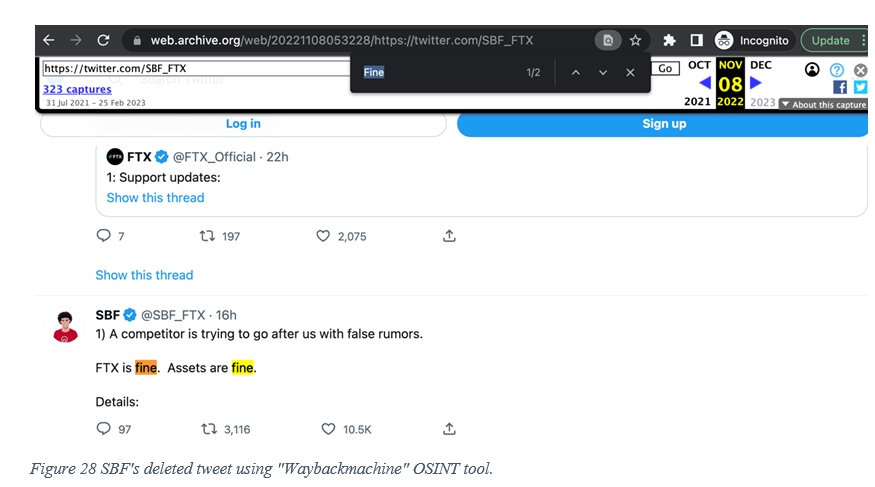 web.archive.org/web/20221108053228/https://twitter.com/SBF_FTX
Incognito
Update
https://twitter.com/SBF_FTX
Fine
1/2
Go
OCT NOV DEC
323 captures
08
31 Jul 2021 – 25 Feb 2023
2021 2022 2023
About this capture
Log in
Sign up
FTX @FTX_Official · 22h
1: Support updates:
Show this thread
7 197 2,075
Show this thread
SBF @SBF_FTX · 16h
1) A competitor is trying to go after us with false rumors.
FTX is fine.  Assets are fine.
Details:
97 3,116 10.5K
Figure 28 SBF's deleted tweet using "Waybackmachine" OSINT tool.